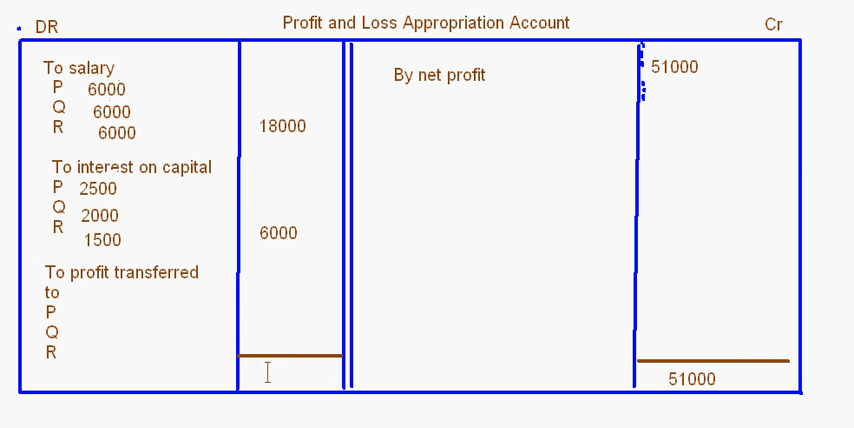 DR Profit and Loss Appropriation Account Cr
To salary
P 6000
Q 6000
R 6000
18000
To interest on capital
P 2500
Q 2000
R 1500
6000
To profit transferred
to
P
Q
R
By net profit
51000
51000